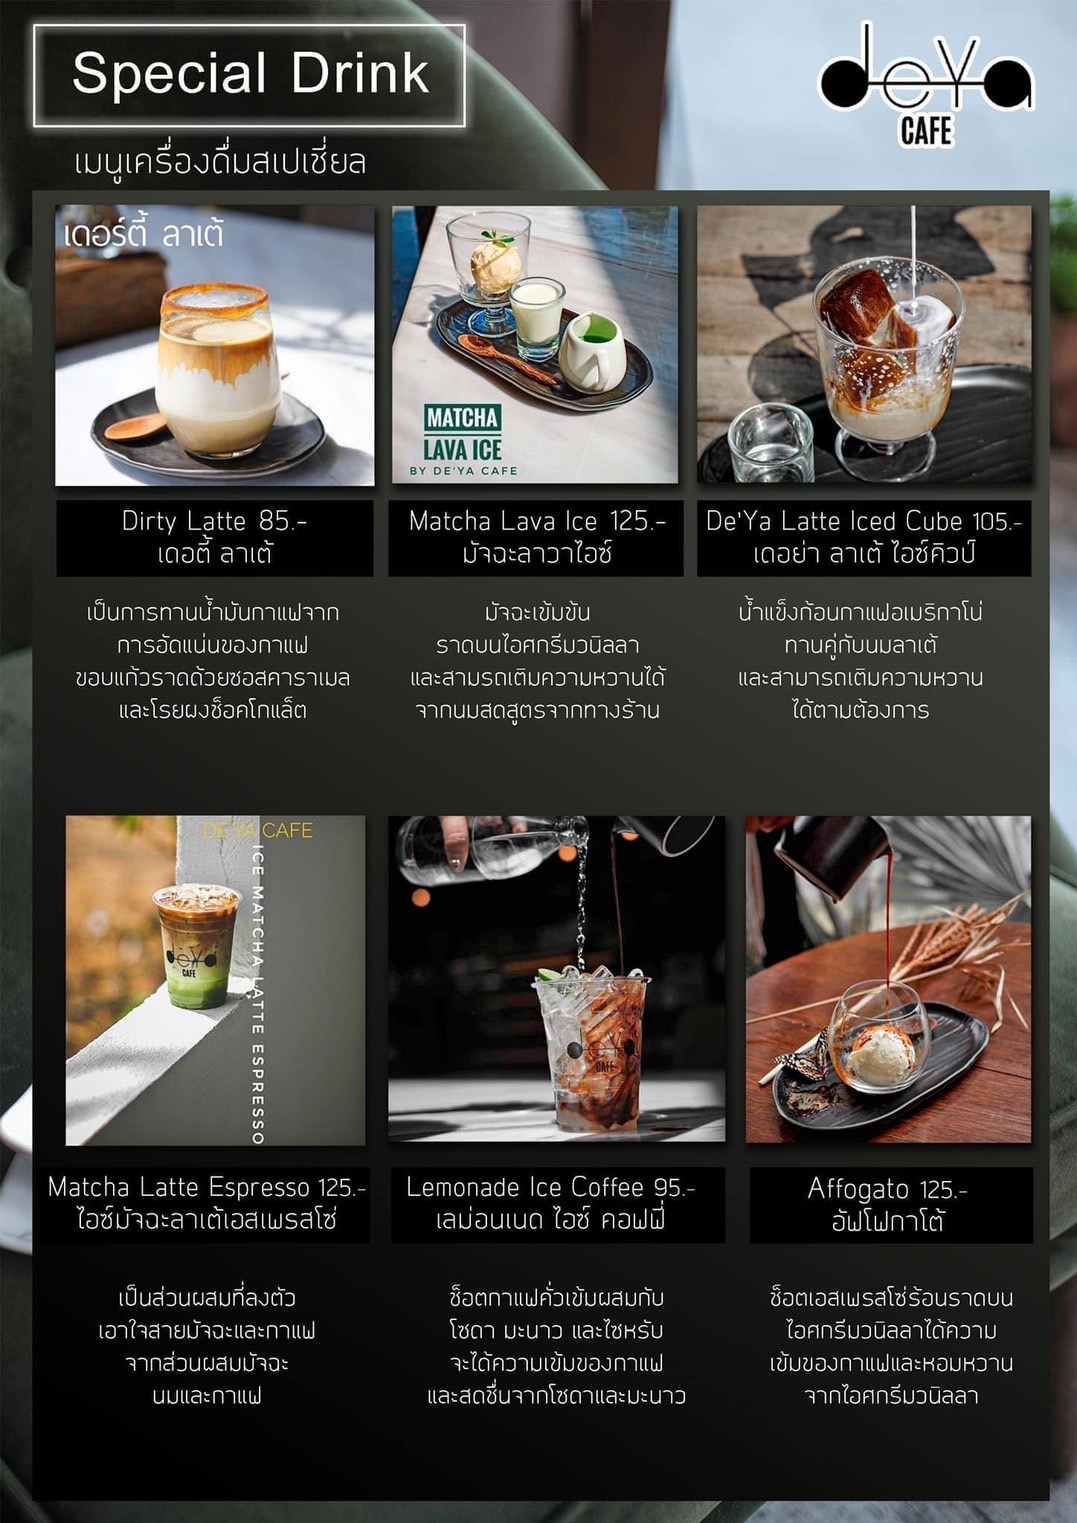 Special Drink
เมนูเครื่องดื่มสเปเชี่ยล
deYa
CAFE
เดอร์ตี้ ลาเต้
MATCHA
LAVA ICE
BY DE'YA CAFE
Dirty Latte 85.-
เดอตี้ ลาเต้
เป็นการทานน้ำมันกาแฟจาก
การอัดแน่นของกาแฟ
ขอบแก้วราดด้วยซอสคาราเมล
และโรยผงช็อคโกแล็ต
Matcha Lava Ice 125.-
มัจฉะลาวาไอซ์
มัจฉะเข้มขัน
ราดบนไอศกรีมวนิลลา
และสามรถเติมความหวานได้
จากนมสดสูตรจากทางร้าน
De'Ya Latte Iced Cube 105.-
เดอย่า ลาเต้ ไอซ์คิวบ์
น้ำแข็งก้อนกาแฟอเมริกาโน่
ทานคู่กับนมลาเต้
และสามารถเติมความหวาน
ได้ตามต้องการ
DE'YA CAFE
ICE MATCHA LATTE ESPRESSO
deYa
CAFE
deYa
CAFE
Matcha Latte Espresso 125.-
ไอซ์มัจฉะลาเต้เอสเพรสโซ่
เป็นส่วนผสมที่ลงตัว
เอาใจสายมัจฉะและกาแฟ
จากส่วนผสมมัจฉะ
นมและกาแฟ
Lemonade Ice Coffee 95.-
เลม่อนเนด ไอซ์ คอฟฟี่
ช็อตกาแฟคั่วเข้มผสมกับ
โซดา มะนาว และไซหรับ
จะได้ความเข้มของกาแฟ
และสดชื่นจากโซดาและมะนาว
Affogato 125.-
อัฟโฟกาโต้
ช็อตเอสเพรสโซ่ร้อนราดบน
ไอศกรีมวนิลลาได้ความ
เข้มของกาแฟและหอมหวาน
จากไอศกรีมวนิลลา